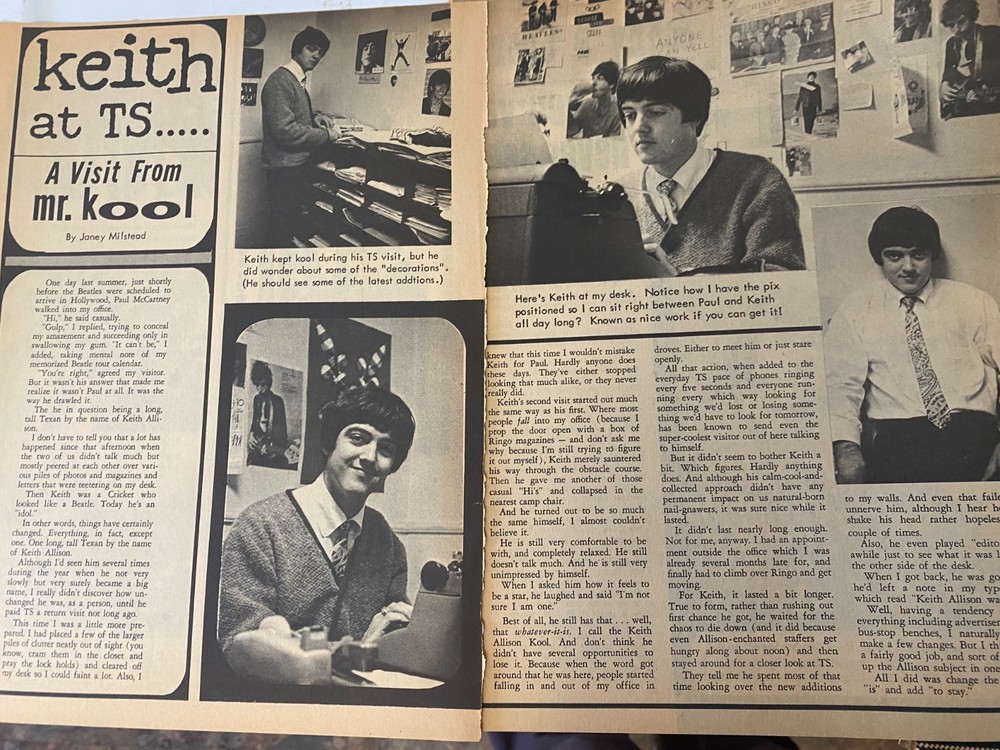 keith
at TS.....
A Visit From
mr. kool
By Janey Milstead
One day last summer, just shortly
before the Beatles were scheduled to
arrive in Hollywood, Paul McCartney
walked into my office.
"Hi," he said casually.
"Gulp," I replied, trying to conceal
my amazement and succeeding only in
swallowing my gum. "It can't be," I
added, taking mental note of my
memorized Beatle tour calendar.
"You're right," agreed my visitor.
But it wasn't his answer that made me
realize it wasn't Paul at all. It was the
way he drawled it.
The he in question being a long,
tall Texan by the name of Keith Alli-
son.
I don't have to tell you that a lot has
happened since that afternoon when
the two of us didn't talk much but
mostly peered at each other over vari-
ous piles of photos and magazines and
letters that were teetering on my desk.
Then Keith was a Cricket who
looked like a Beatle. Today he's an
"idol."
In other words, things have certainly
changed. Everything, in fact, except
one. One long, tall Texan by the name
of Keith Allison.
Although I'd seen him several times
during the year when he not very
slowly but very surely became a big
name, I really didn't discover how un-
changed he was, as a person, until he
paid TS a return visit not long ago.
This time I was a little more pre-
pared. I had placed a few of the larger
piles of clutter neatly out of sight (you
know, cram them in the closet and
pray the lock holds) and cleared off
my desk so I could faint a lot. Also, I
Keith kept kool during his TS visit, but he
did wonder about some of the "decorations".
(He should see some of the latest addtions.)
BEATLES
ANYONE
CAN YELL
Here's Keith at my desk. Notice how I have the pix
positioned so I can sit right between Paul and Keith
all day long? Known as nice work if you can get it!
knew that this time I wouldn't mistake
Keith for Paul. Hardly anyone does
these days. They've either stopped
looking that much alike, or they never
really did.
Keith's second visit started out much
the same way as his first. Where most
people fall into my office (because I
prop the door open with a box of
Ringo magazines — and don't ask me
why because I'm still trying to figure
it out myself), Keith merely sauntered
his way through the obstacle course.
Then he gave me another of those
casual "Hi's" and collapsed in the
nearest camp chair.
And he turned out to be so much
the same himself, I almost couldn't
believe it.
He is still very comfortable to be
with, and completely relaxed. He still
doesn't talk much. And he is still very
unimpressed by himself.
When I asked him how it feels to
be a star, he laughed and said "I'm not
sure I am one."
Best of all, he still has that . . . well,
that whatever-it-is. I call the Keith
Allison Kool. And don't think he
didn't have several opportunities to
lose it. Because when the word got
around that he was here, people started
falling in and out of my office in
droves. Either to meet him or just stare
openly.
All that action, when added to the
everyday TS pace of phones ringing
every five seconds and everyone run-
ning every which way looking for
something we'd lost or losing some-
thing we'd have to look for tomorrow,
has been known to send even the
super-coolest visitor out of here talking
to himself.
But it didn't seem to bother Keith a
bit. Which figures. Hardly anything
does. And although his calm-cool-and-
collected approach didn't have any
permanent impact on us natural-born
nail-gnawers, it was sure nice while it
lasted.
It didn't last nearly long enough.
Not for me, anyway. I had an appoint-
ment outside the office which I was
already several months late for, and
finally had to climb over Ringo and get
moving.
For Keith, it lasted a bit longer.
True to form, rather than rushing out
first chance he got, he waited for the
chaos to die down (and it did because
even Allison-enchanted staffers get
hungry along about noon) and then
stayed around for a closer look at TS.
They tell me he spent most of that
time looking over the new additions
to my walls. And even that faile
unnerve him, although I hear h
shake his head rather hopeles
couple of times.
Also, he even played "edito
awhile just to see what it was l
the other side of the desk.
When I got back, he was go
he'd left a note in my type
which read "Keith Allison wa
Well, having a tendency
everything including advertise
bus-stop benches, I naturall
make a few changes. But I th
a fairly good job, and sort of
up the Allison subject in one
All I did was change the
"is" and add "to stay."